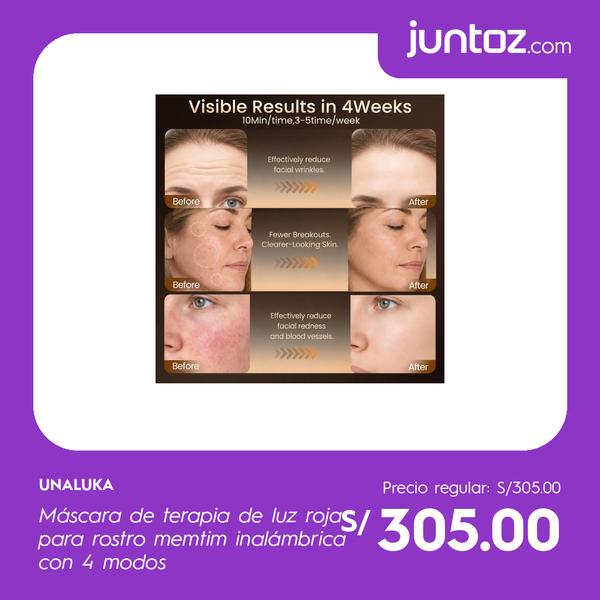 juntoz.com
Visible Results in 4Weeks
10Min/time,3-5time/week
Effectively reduce
facial wrinkles.
Before
After
Fewer Breakouts.
Clearer-Looking Skin.
Before
After
Effectively reduce
facial redness
and blood vessels.
Before
After
UNALUKA
Precio regular: S/305.00
Máscara de terapia de luz roja
para rostro memtim inalámbrica
con 4 modos
S/ 305.00